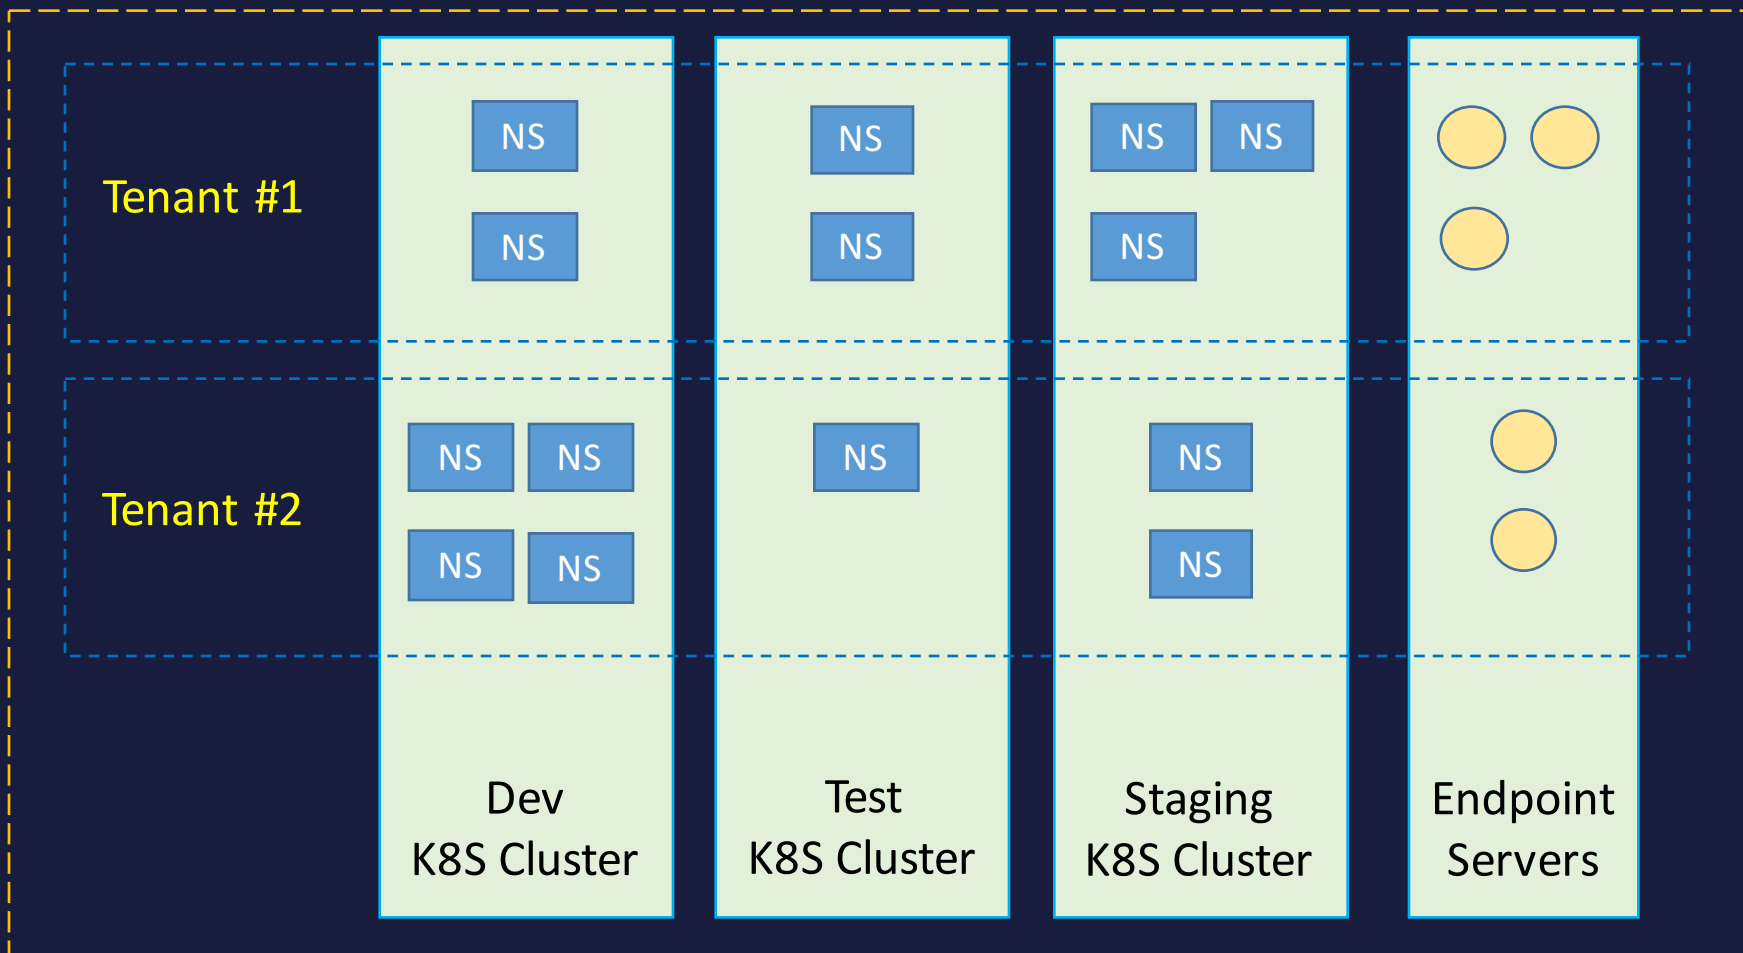 Tenant #1
NS
NS
NS
NS
NS NS
NS
Tenant #2
NS NS
NS NS
NS
NS
NS
Dev
K8S Cluster
Test
K8S Cluster
Staging
K8S Cluster
Endpoint
Servers